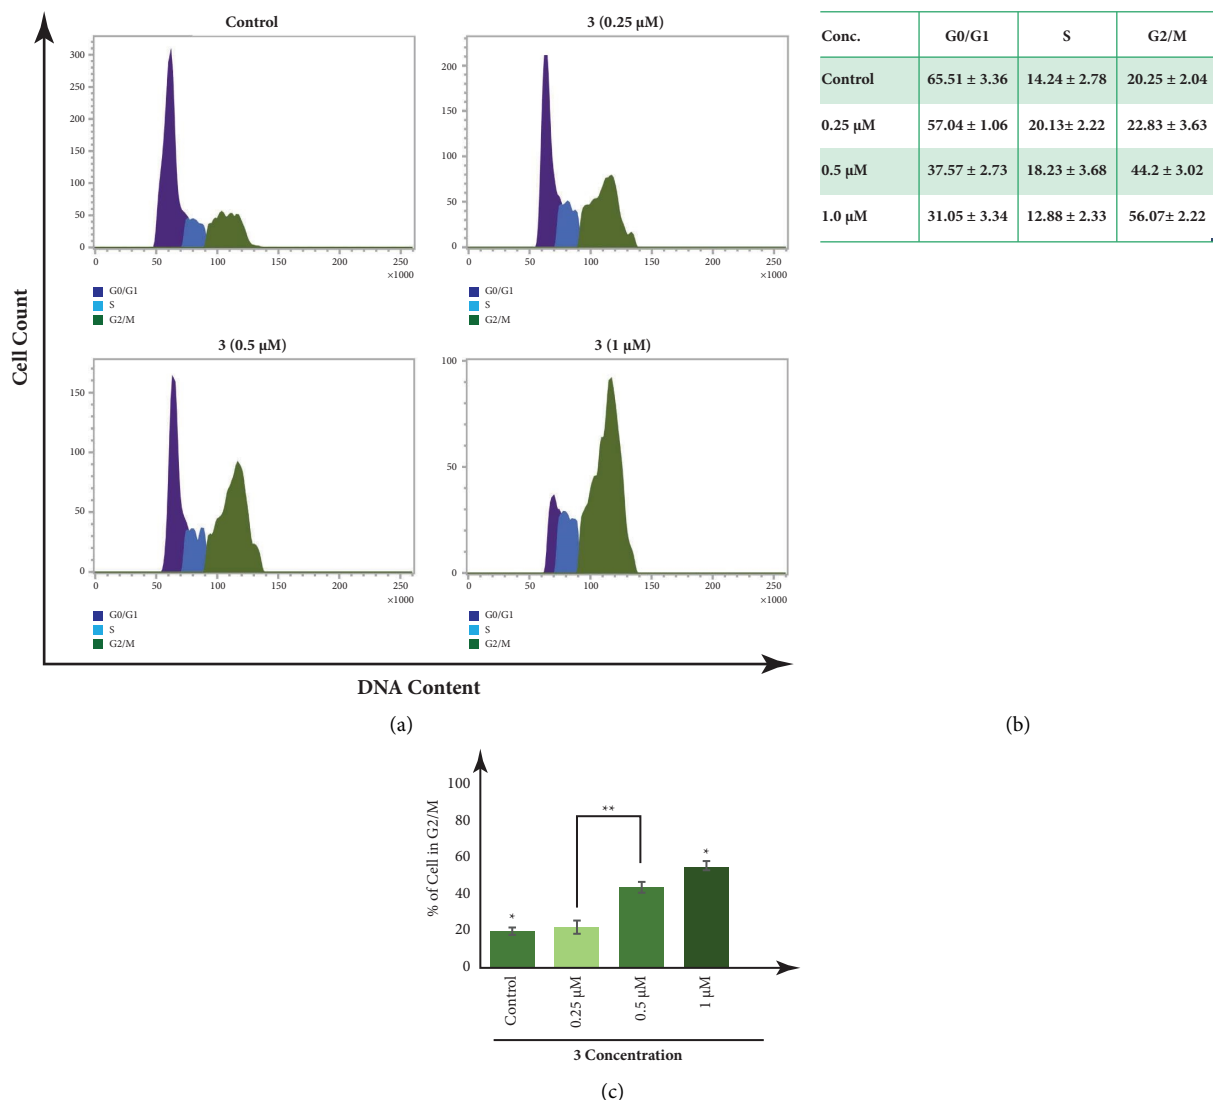 Control
300
250
200
150
100
50
0
0 50 100 150 200 250
×1000
G0/G1
S
G2/M
3 (0.25 µM)
200
150
100
50
0
0 50 100 150 200 250
×1000
G0/G1
S
G2/M
3 (0.5 µM)
150
100
50
0
0 50 100 150 200 250
×1000
G0/G1
S
G2/M
3 (1 µM)
100
50
0
0 50 100 150 200 250
×1000
G0/G1
S
G2/M
Cell Count
DNA Content
(a)
Conc. G0/G1 S G2/M
Control 65.51 ± 3.36 14.24 ± 2.78 20.25 ± 2.04
0.25 µM 57.04 ± 1.06 20.13± 2.22 22.83 ± 3.63
0.5 µM 37.57 ± 2.73 18.23 ± 3.68 44.2 ± 3.02
1.0 µM 31.05 ± 3.34 12.88 ± 2.33 56.07± 2.22
(b)
% of Cell in G2/M
100
80
60
40
20
0
*
**
*
Control
0.25 µM
0.5 µM
1 µM
3 Concentration
(c)